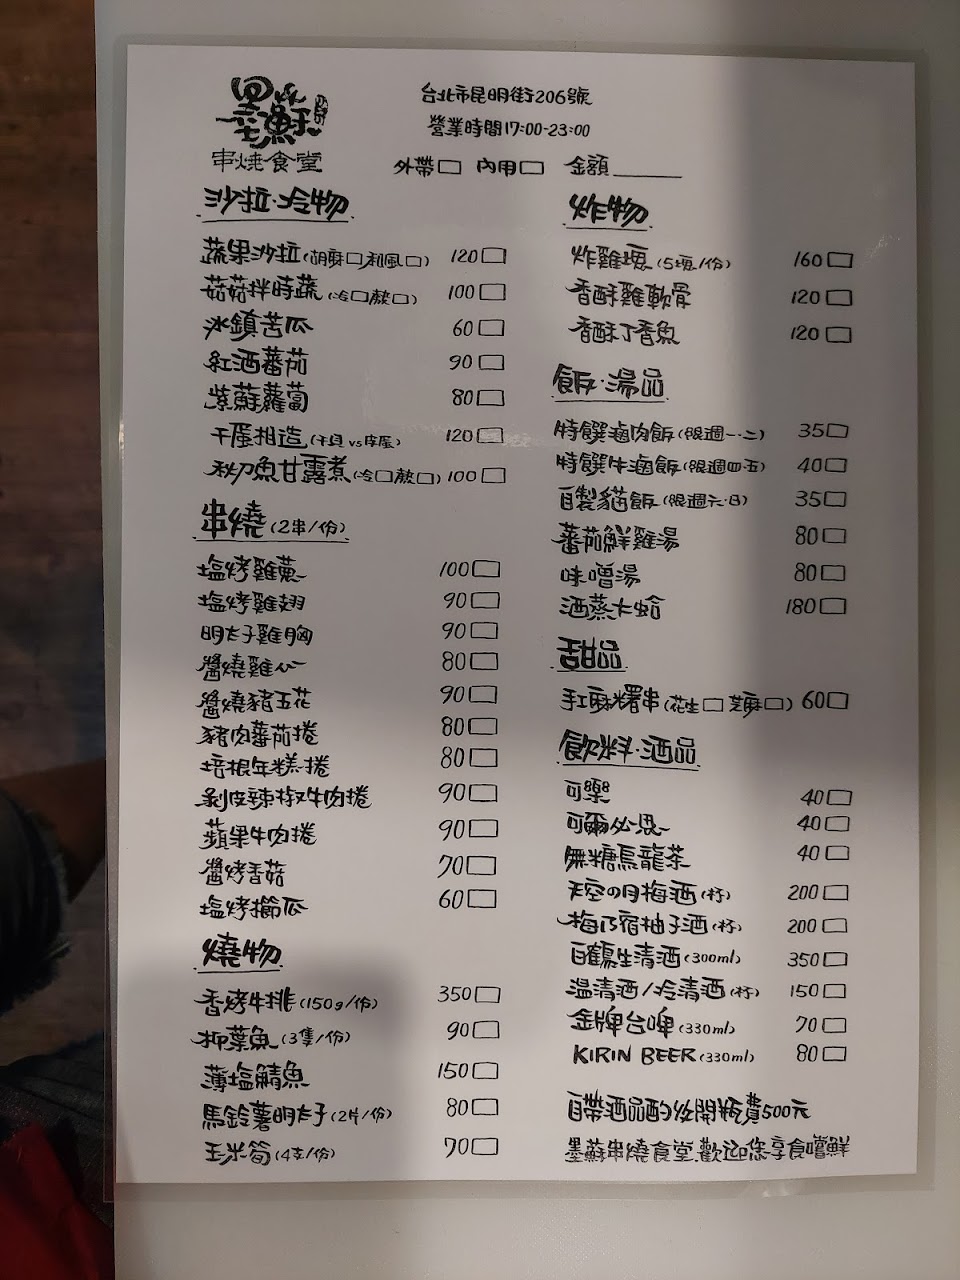 墨蘇
串燒食堂
台北市昆明街206號
營業時間17:00-23:00
外帶□ 內用□ 金額______
沙拉·冷物
蔬果沙拉(胡麻□和風□) 120□
菇菇拌時蔬(冷□熱□) 100□
冰鎮苦瓜 60□
紅酒蕃茄 90□
紫蘇蘿蔔 80□
干蛋相造 120□
秋刀魚甘露煮(冷□熱□) 100□
串燒(2串/份)
塩烤雞蔥 100□
塩烤雞翅 90□
明太子雞胸 90□
醬燒雞心 80□
醬燒豬五花 90□
豬肉蕃茄捲 80□
培根年糕捲 80□
剝皮辣椒牛肉捲 90□
蘋果牛肉捲 90□
醬烤香菇 70□
塩烤櫛瓜 60□
燒物
香烤牛排(150g/份) 350□
柳葉魚(3隻/份) 90□
薄塩鯖魚 150□
馬鈴薯明太子(2片/份) 80□
玉米筍(4支/份) 70□
炸物
炸雞塊(5塊/份) 160□
香酥雞軟骨 120□
香酥丁香魚 120□
飯·湯品
特饌滷肉飯(限週一·二) 35□
特饌牛滷飯(限週四·五) 40□
自製貓飯(限週六·日) 35□
蕃茄鮮雞湯 80□
味噌湯 80□
酒蒸大蛤 180□
甜品
手工麻糬串(花生□芝麻□) 60□
飲料·酒品
可樂 40□
可爾必思 40□
無糖烏龍茶 40□
天空の月梅酒(杯) 200□
梅乃宿柚子酒(杯) 200□
白鶴生清酒(300ml) 350□
溫清酒/冷清酒(杯) 150□
金牌台啤(330ml) 70□
KIRIN BEER(330ml) 80□
自帶酒品酌收開瓶費500元
墨蘇串燒食堂.歡迎您享食嚐鮮